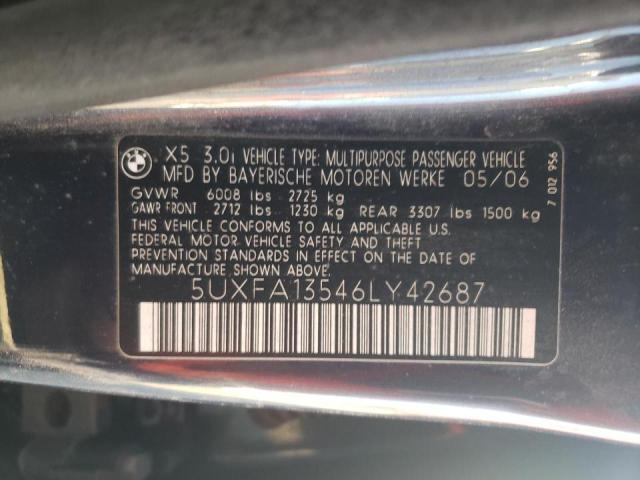 X5 3.0i VEHICLE TYPE: MULTIPURPOSE PASSENGER VEHICLE
MFD BY BAYERISCHE MOTOREN WERKE 05/06
GVWR 6008 lbs 2725 kg
GAWR FRONT 2712 lbs 1230 kg REAR 3307 lbs 1500 kg
THIS VEHICLE CONFORMS TO ALL APPLICABLE U.S.
FEDERAL MOTOR VEHICLE SAFETY AND THEFT
PREVENTION STANDARDS IN EFFECT ON THE DATE OF
MANUFACTURE SHOWN ABOVE.
5UXFA13546LY42687
7 012 956